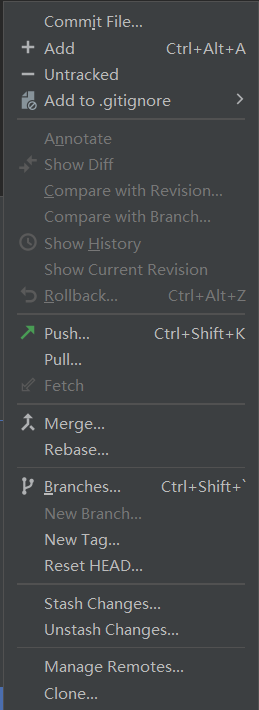 Commit File...
Add Ctrl+Alt+A
Untracked
Add to .gitignore
Annotate
Show Diff
Compare with Revision...
Compare with Branch...
Show History
Show Current Revision
Rollback... Ctrl+Alt+Z
Push... Ctrl+Shift+K
Pull...
Fetch
Merge...
Rebase...
Branches... Ctrl+Shift+`
New Branch...
New Tag...
Reset HEAD...
Stash Changes...
Unstash Changes...
Manage Remotes...
Clone...